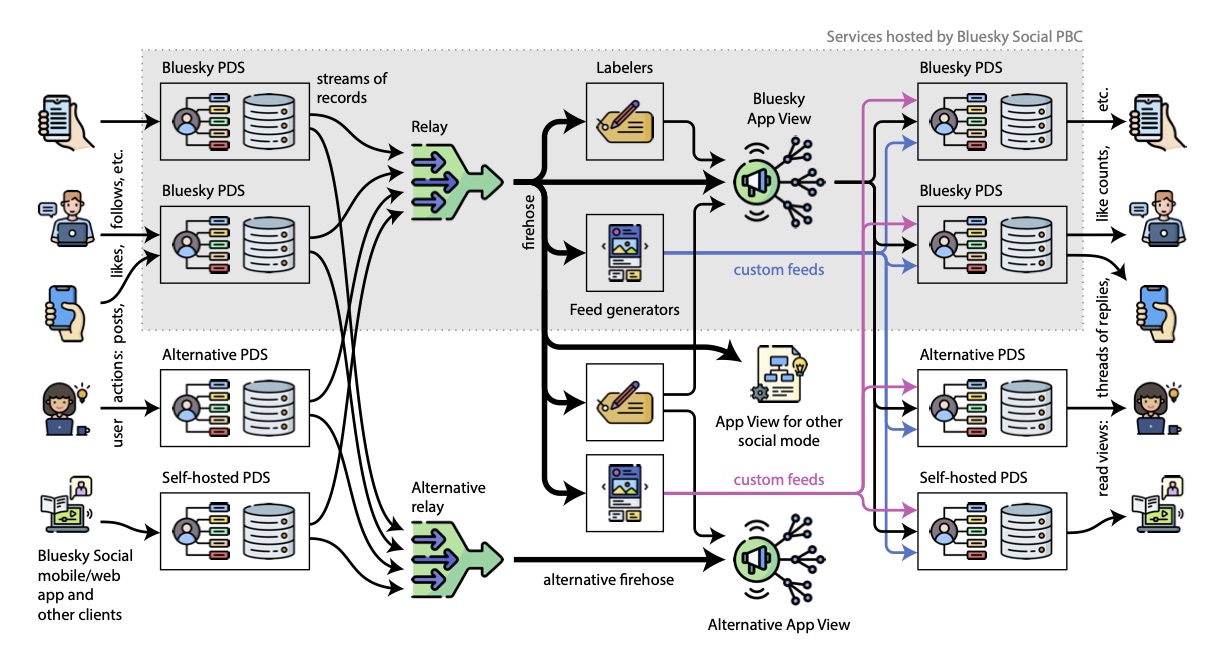 Services hosted by Bluesky Social PBC
Bluesky PDS
streams of
records
Labelers
Bluesky
App View
Bluesky PDS
etc.
Relay
Bluesky PDS
Bluesky PDS
user actions: posts, likes, follows, etc.
firehose
custom feeds
Feed generators
read views: threads of replies, like counts,
Alternative PDS
Alternative PDS
App View for other
social mode
Self-hosted PDS
Alternative
relay
custom feeds
Self-hosted PDS
Bluesky Social
mobile/web
app and
other clients
alternative firehose
Alternative App View